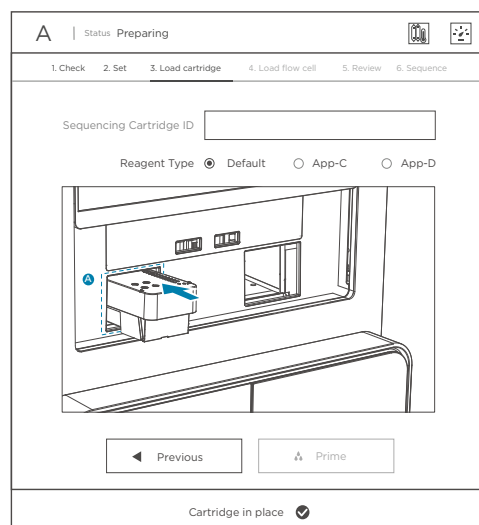 A | Status Preparing
1. Check 2. Set 3. Load cartridge 4. Load flow cell 5. Review 6. Sequence
Sequencing Cartridge ID
Reagent Type Default App-C App-D
A
Previous Prime
Cartridge in place